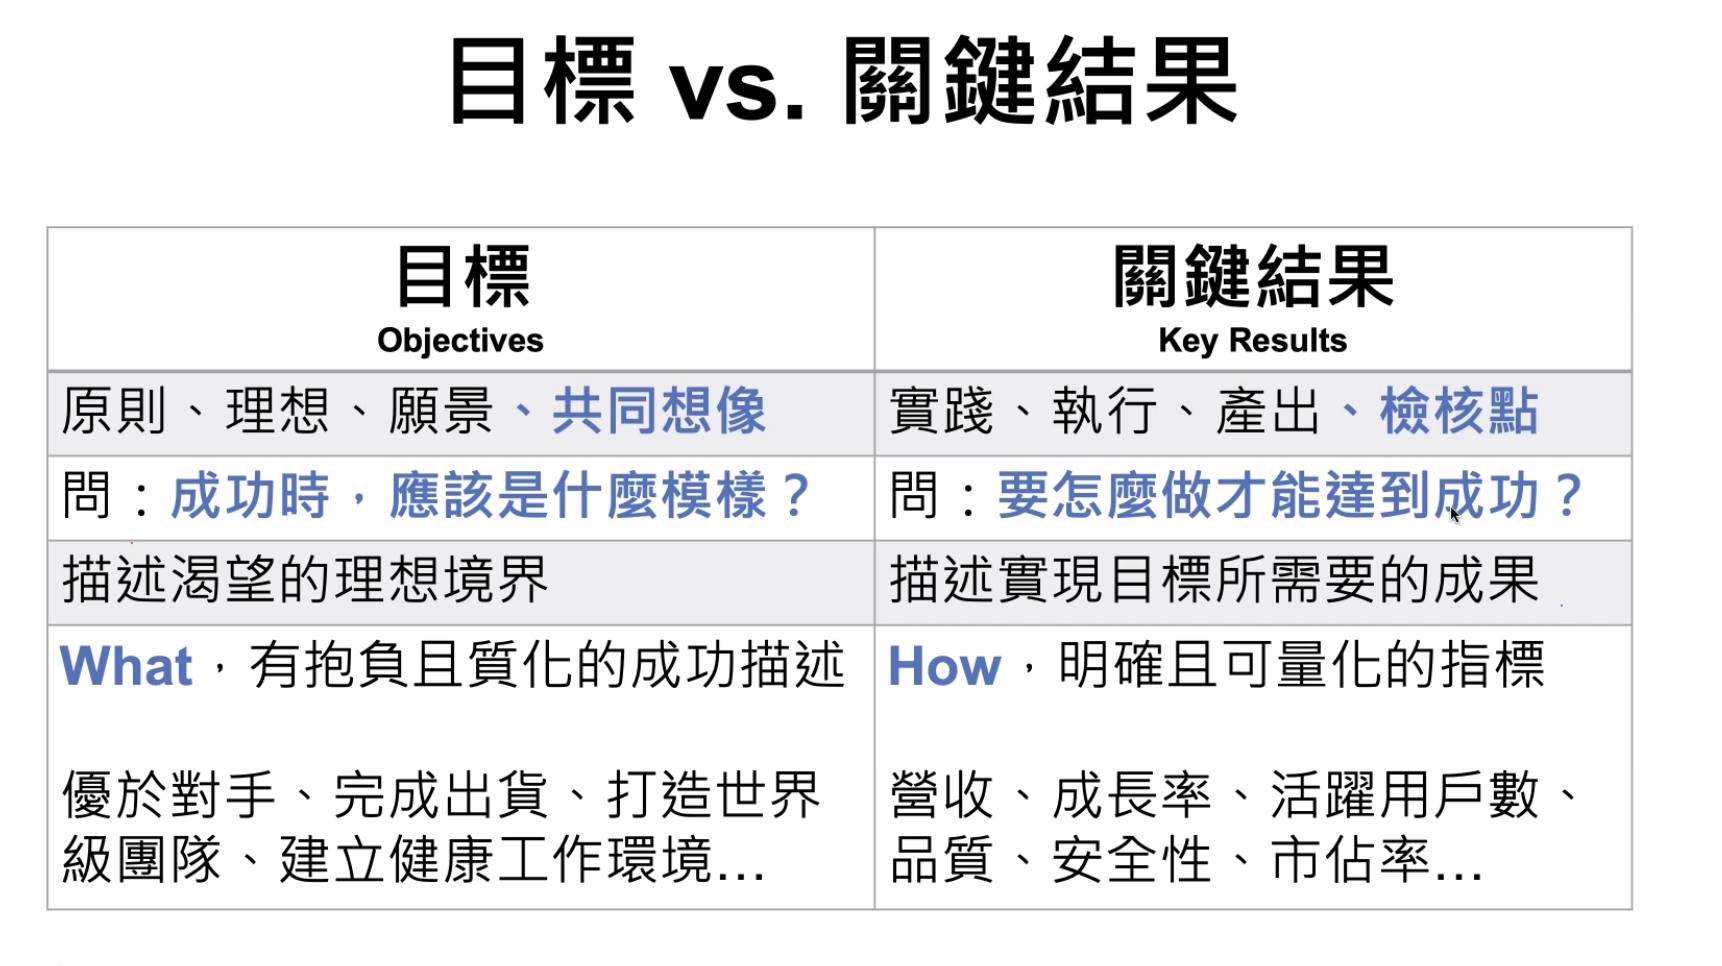 目標 vs. 關鍵結果
目標
Objectives
關鍵結果
Key Results
原則、理想、願景、共同想像
實踐、執行、產出、檢核點
問：成功時，應該是什麼模樣？
問：要怎麼做才能達到成功？
描述渴望的理想境界
描述實現目標所需要的成果
What，有抱負且質化的成功描述
優於對手、完成出貨、打造世界
級團隊、建立健康工作環境...
How，明確且可量化的指標
營收、成長率、活躍用戶數、
品質、安全性、市佔率...